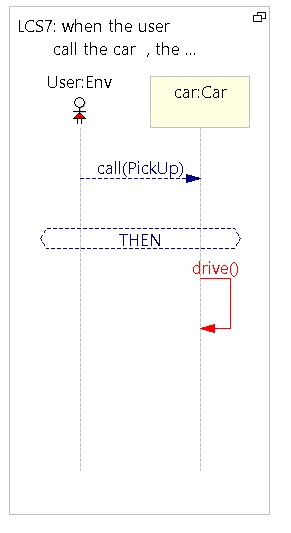 LCS7: when the user
call the car , the ...
User:Env
car:Car
call(PickUp)
THEN
drive()